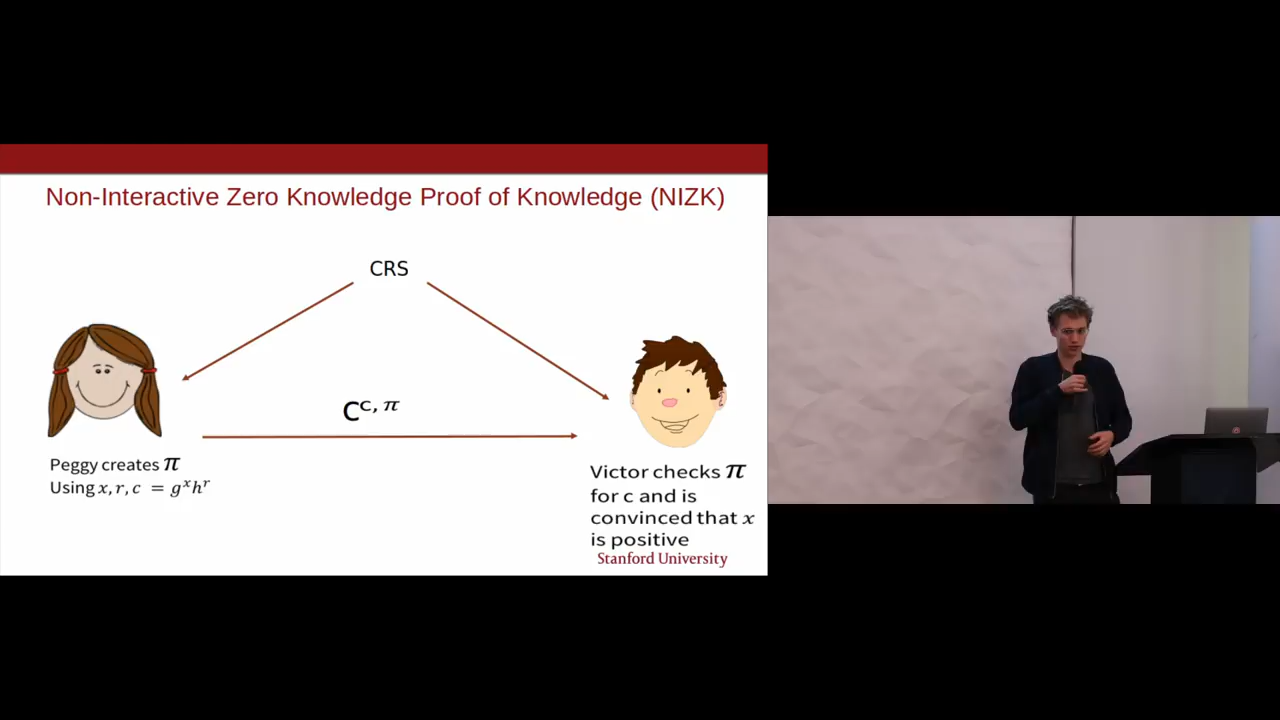 Non-Interactive Zero Knowledge Proof of Knowledge (NIZK)
CRS
C^{C, π}
Peggy creates π
Using x, r, c = g^x h^r
Victor checks π
for c and is
convinced that x
is positive
Stanford University